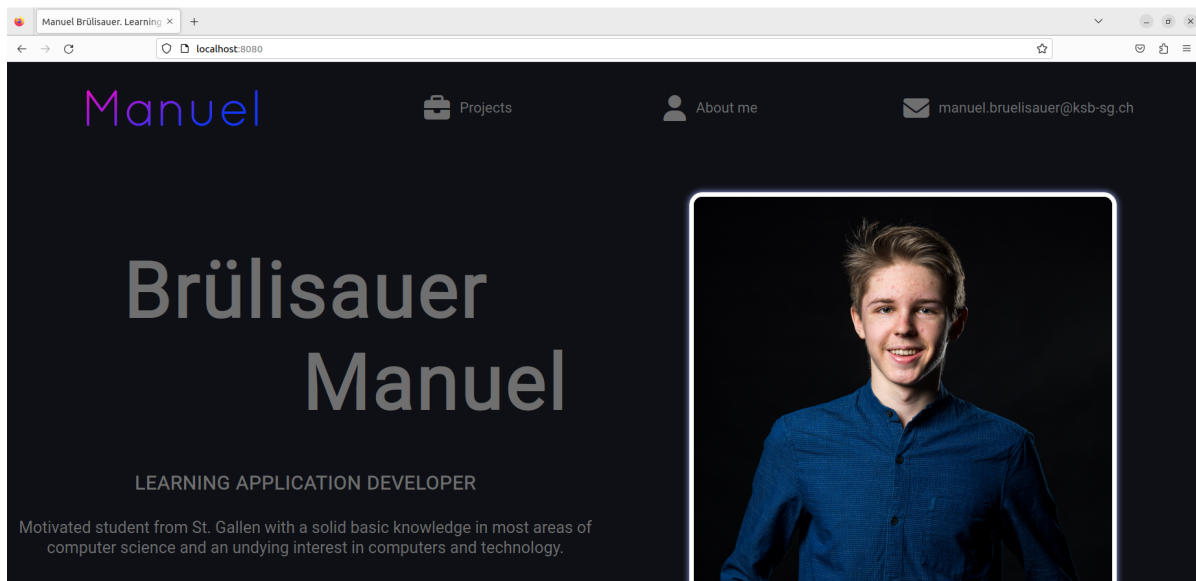 Manuel Brülisauer. Learning
localhost:8080
Manuel
Projects
About me
manuel.bruelisauer@ksb-sg.ch
Brülisauer
Manuel
LEARNING APPLICATION DEVELOPER
Motivated student from St. Gallen with a solid basic knowledge in most areas of
computer science and an undying interest in computers and technology.